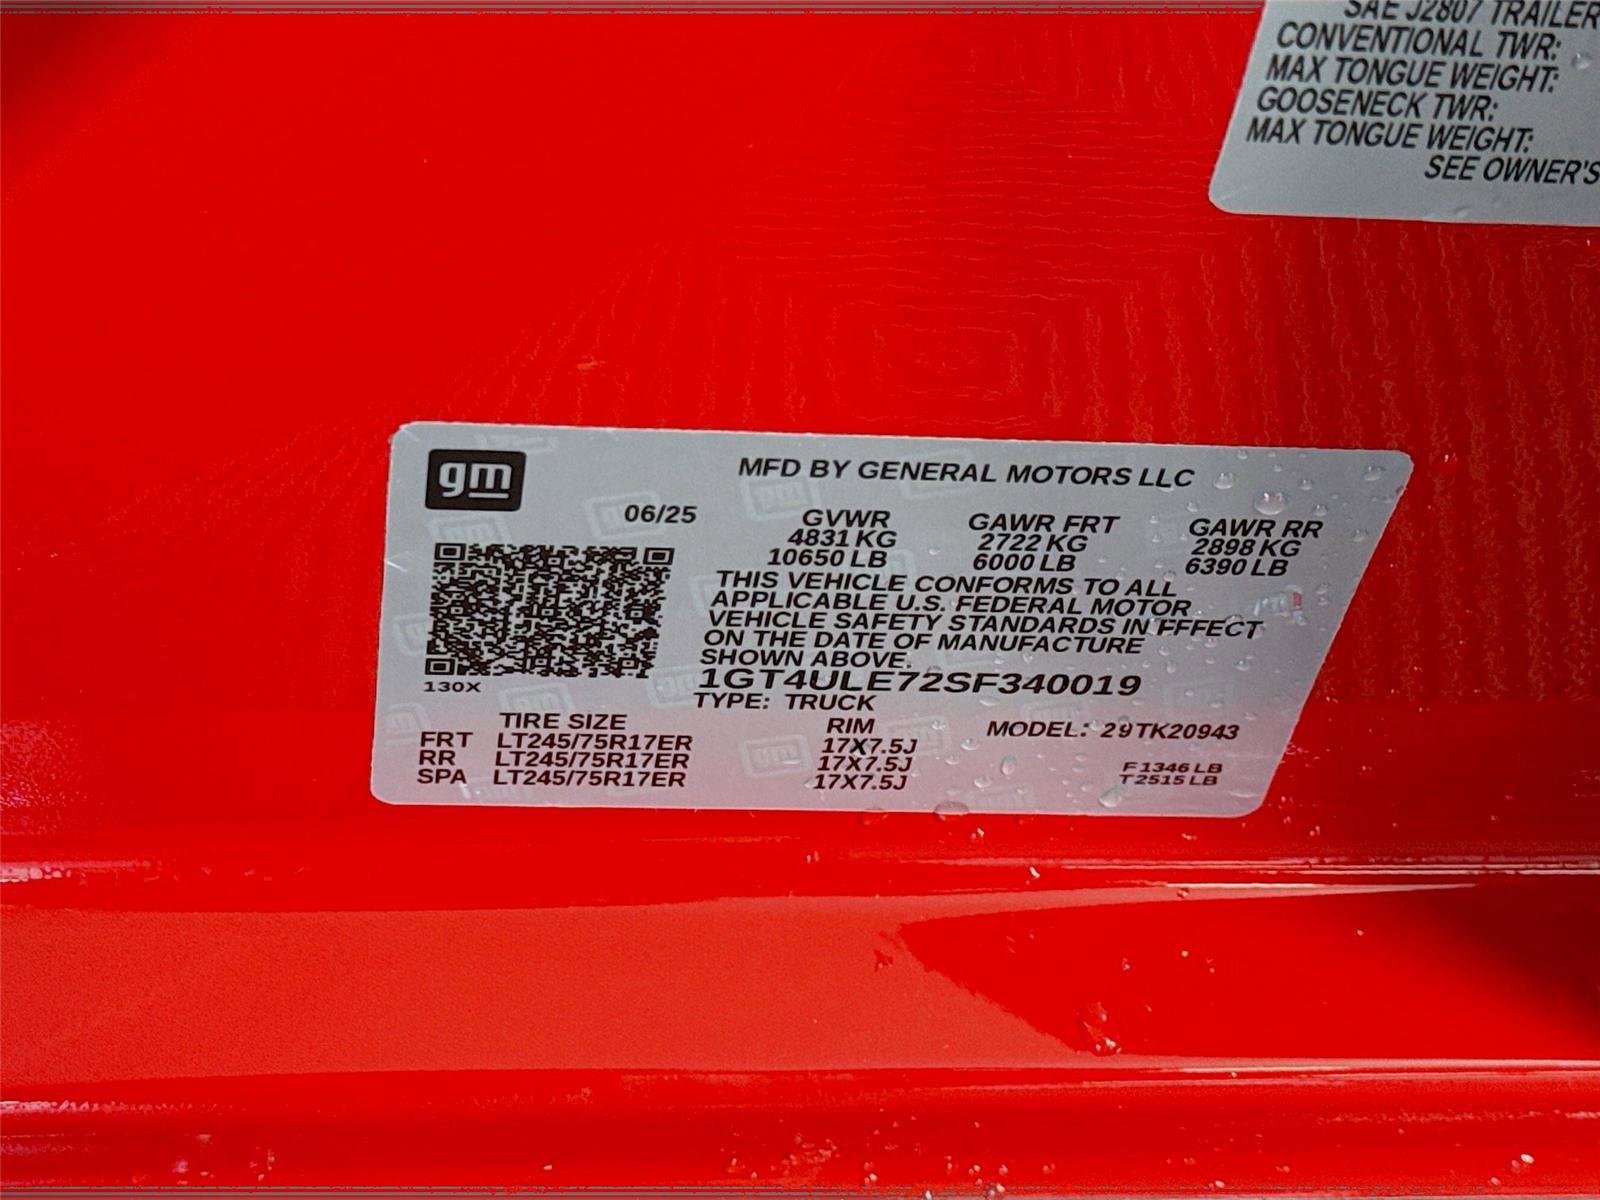 SAE J2807 TRAILER
CONVENTIONAL TWR:
MAX TONGUE WEIGHT:
GOOSENECK TWR:
MAX TONGUE WEIGHT:
SEE OWNER'S
gm
MFD BY GENERAL MOTORS LLC
06/25
GVWR GAWR FRT GAWR RR
4831 KG 2722 KG 2898 KG
10650 LB 6000 LB 6390 LB
THIS VEHICLE CONFORMS TO ALL
APPLICABLE U.S. FEDERAL MOTOR
VEHICLE SAFETY STANDARDS IN EFFECT
ON THE DATE OF MANUFACTURE
SHOWN ABOVE.
130X
1GT4ULE72SF340019
TYPE: TRUCK
TIRE SIZE RIM MODEL: 29TK20943
FRT LT245/75R17ER 17X7.5J
RR LT245/75R17ER 17X7.5J F 1346 LB
SPA LT245/75R17ER 17X7.5J T 2515 LB